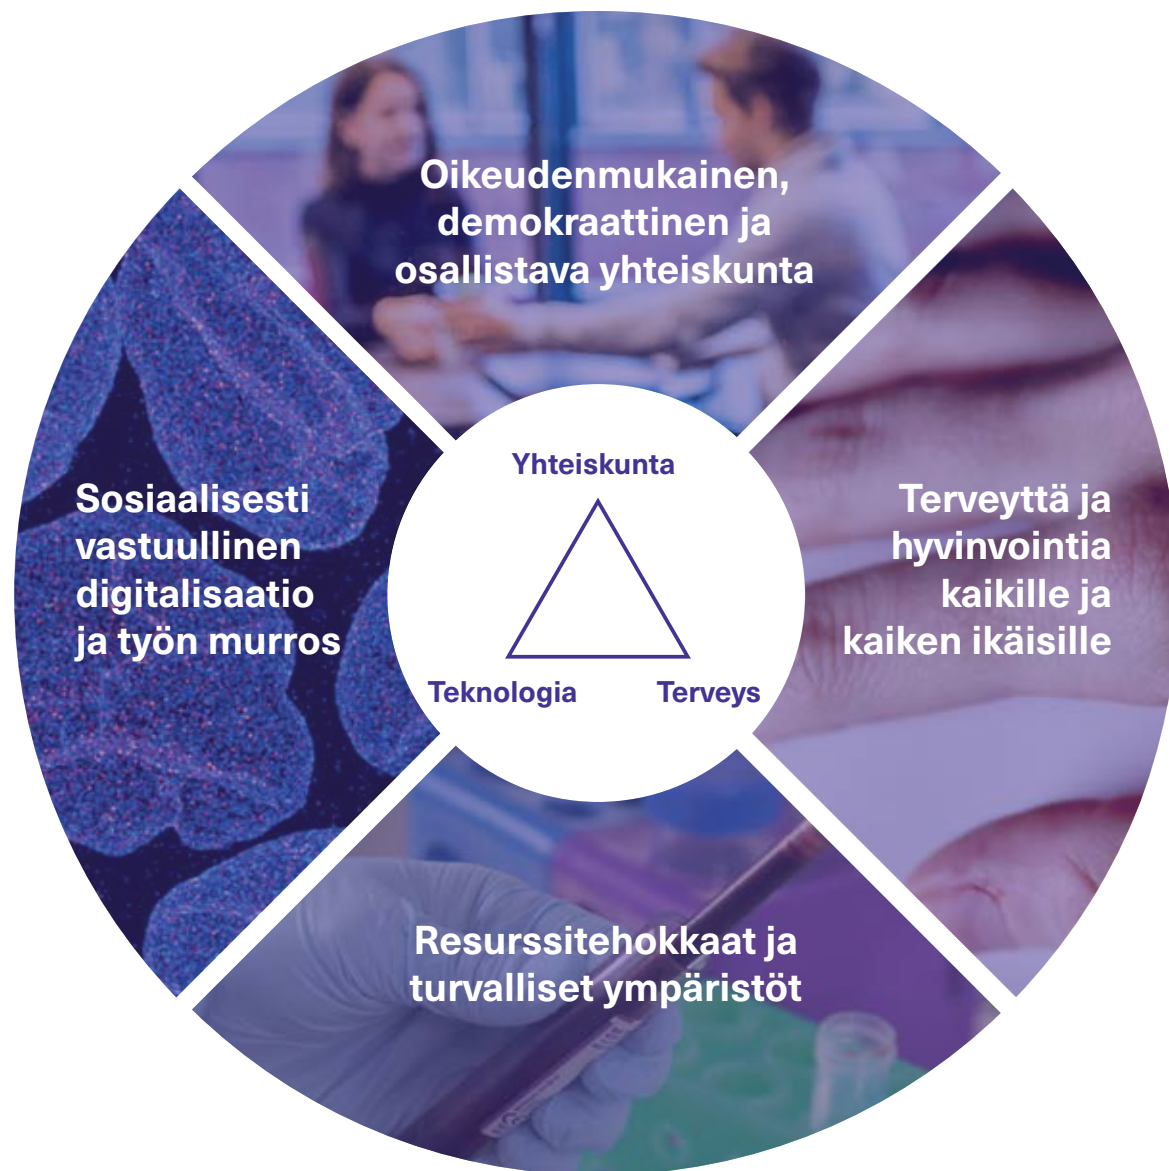 Oikeudenmukainen,
demokraattinen ja
osallistava yhteiskunta
Sosiaalisesti
vastuullinen
digitalisaatio
ja työn murros
Yhteiskunta
Teknologia
Terveys
Terveyttä ja
hyvinvointia
kaikille ja
kaiken ikäisille
Resurssitehokkaat ja
turvalliset ympäristöt